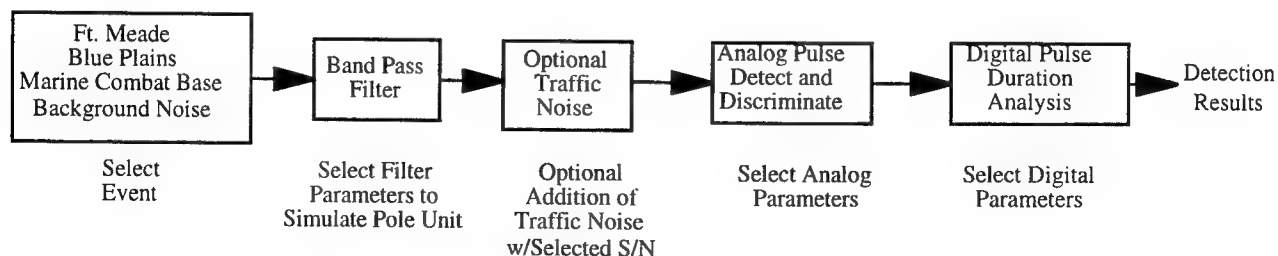 Ft. Meade
Blue Plains
Marine Combat Base
Background Noise
Select
Event
Band Pass
Filter
Select Filter
Parameters to
Simulate Pole Unit
Optional
Traffic
Noise
Optional
Addition of
Traffic Noise
w/Selected S/N
Analog Pulse
Detect and
Discriminate
Select Analog
Parameters
Digital Pulse
Duration
Analysis
Select Digital
Parameters
Detection
Results